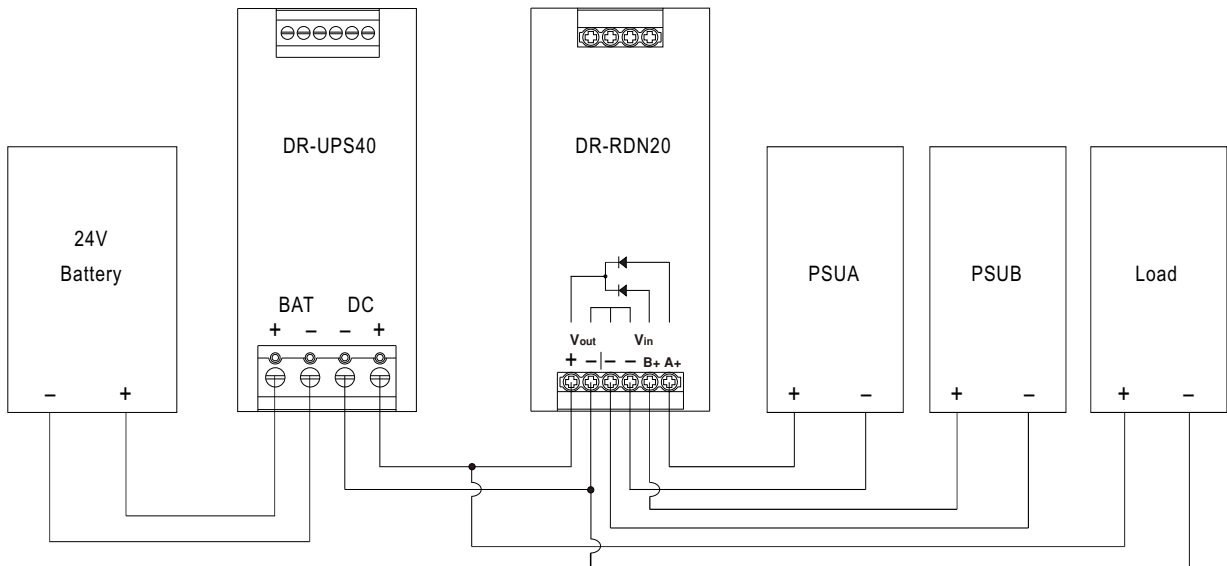 DR-UPS40
DR-RDN20
24V
Battery
PSUA
PSUB
Load
BAT DC
+ − − +
Vout Vin
+ −|− − B+ A+
− +
+ −
+ −
+ −